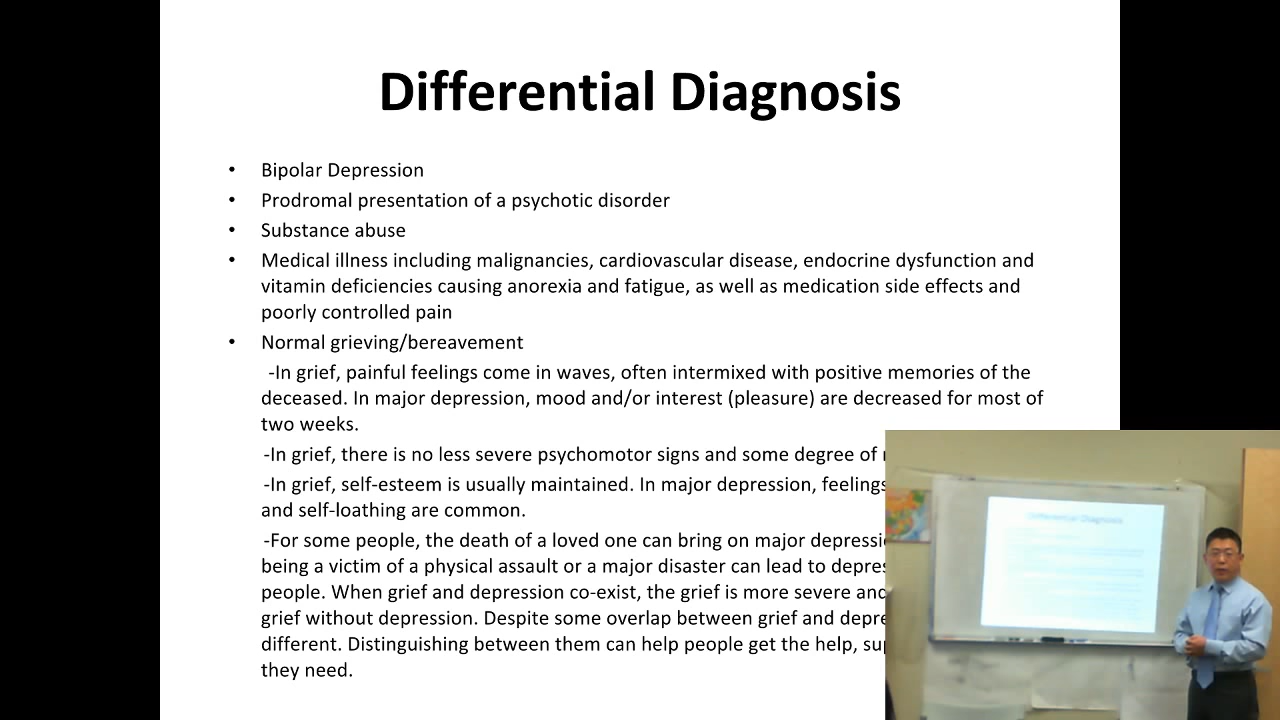 Differential Diagnosis
• Bipolar Depression
• Prodromal presentation of a psychotic disorder
• Substance abuse
• Medical illness including malignancies, cardiovascular disease, endocrine dysfunction and
vitamin deficiencies causing anorexia and fatigue, as well as medication side effects and
poorly controlled pain
• Normal grieving/bereavement
-In grief, painful feelings come in waves, often intermixed with positive memories of the
deceased. In major depression, mood and/or interest (pleasure) are decreased for most of
two weeks.
-In grief, there is no less severe psychomotor signs and some degree of
-In grief, self-esteem is usually maintained. In major depression, feelings
and self-loathing are common.
-For some people, the death of a loved one can bring on major
being a victim of a physical assault or a major disaster can lead to
people. When grief and depression co-exist, the grief is more severe
grief without depression. Despite some overlap between grief and
different. Distinguishing between them can help people get the help,
they need.
Differential Diagnosis